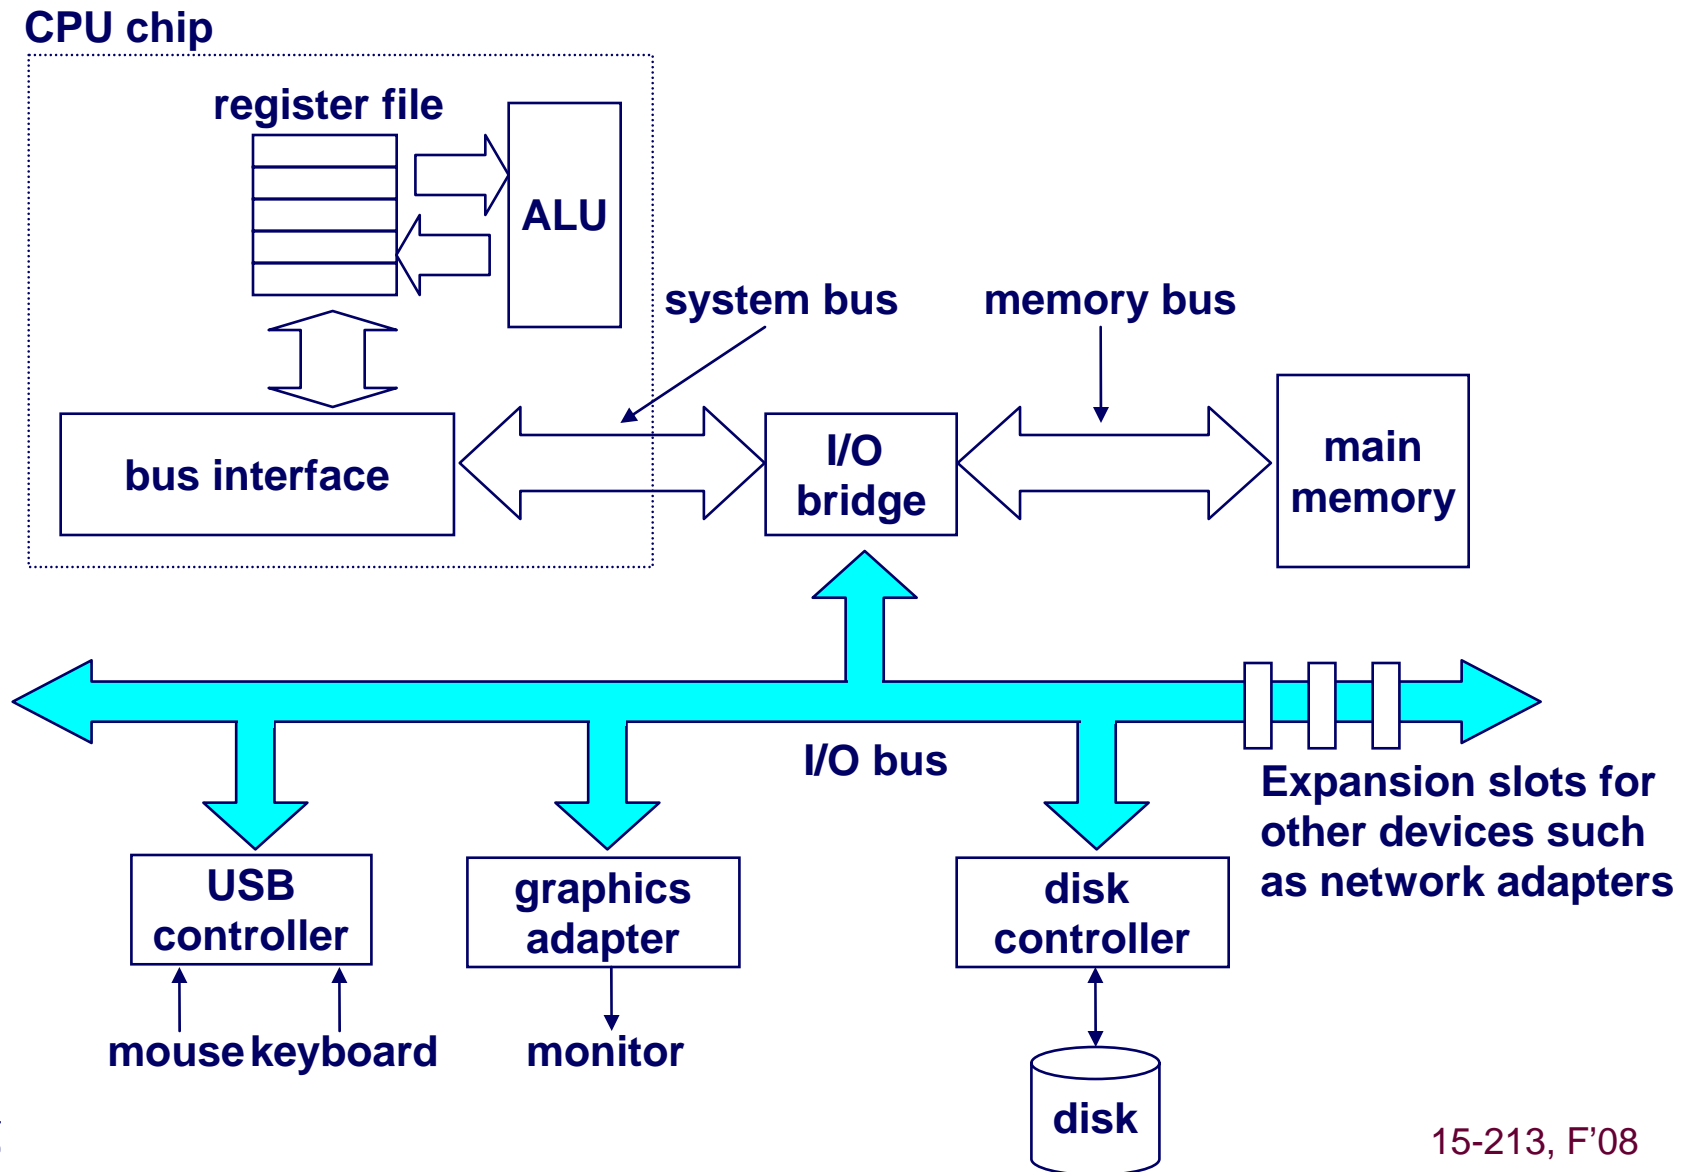 CPU chip
register file
ALU
system bus
memory bus
bus interface
I/O
bridge
main
memory
I/O bus
Expansion slots for
other devices such
as network adapters
USB
controller
graphics
adapter
disk
controller
mouse
keyboard
monitor
disk
15-213, F’08